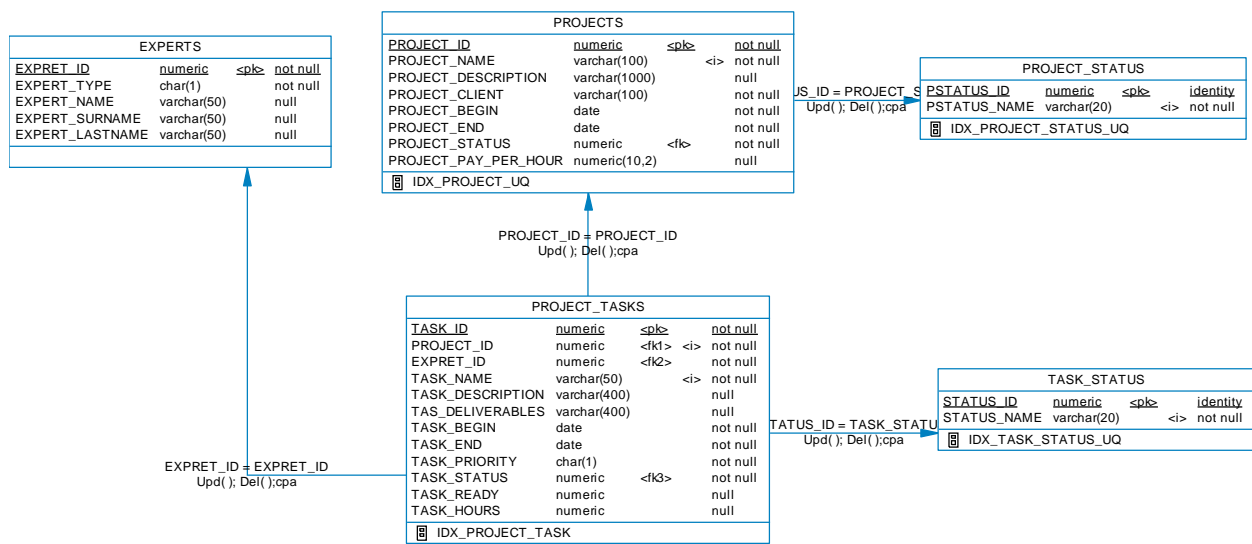 EXPERTS
EXPRET_ID numeric <pk> not null
EXPERT_TYPE char(1) not null
EXPERT_NAME varchar(50) null
EXPERT_SURNAME varchar(50) null
EXPERT_LASTNAME varchar(50) null
PROJECTS
PROJECT_ID numeric <pk> not null
PROJECT_NAME varchar(100) <i> not null
PROJECT_DESCRIPTION varchar(1000) null
PROJECT_CLIENT varchar(100) not null
PROJECT_BEGIN date not null
PROJECT_END date not null
PROJECT_STATUS numeric <fk> not null
PROJECT_PAY_PER_HOUR numeric(10,2) null
IDX_PROJECT_UQ
US_ID = PROJECT_S
Upd( ); Del( );cpa
PROJECT_STATUS
PSTATUS_ID numeric <pk> identity
PSTATUS_NAME varchar(20) <i> not null
IDX_PROJECT_STATUS_UQ
PROJECT_ID = PROJECT_ID
Upd( ); Del( );cpa
PROJECT_TASKS
TASK_ID numeric <pk> not null
PROJECT_ID numeric <fk1> <i> not null
EXPRET_ID numeric <fk2> not null
TASK_NAME varchar(50) <i> not null
TASK_DESCRIPTION varchar(400) null
TAS_DELIVERABLES varchar(400) null
TASK_BEGIN date not null
TASK_END date not null
TASK_PRIORITY char(1) not null
TASK_STATUS numeric <fk3> not null
TASK_READY numeric null
TASK_HOURS numeric null
IDX_PROJECT_TASK
EXPRET_ID = EXPRET_ID
Upd( ); Del( );cpa
TATUS_ID = TASK_STATU
Upd( ); Del( );cpa
TASK_STATUS
STATUS_ID numeric <pk> identity
STATUS_NAME varchar(20) <i> not null
IDX_TASK_STATUS_UQ